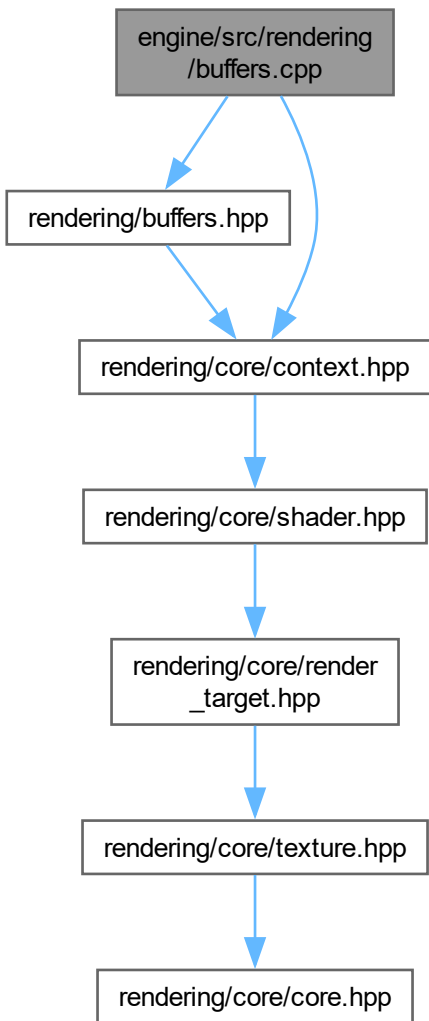 engine/src/rendering
/buffers.cpp
rendering/buffers.hpp
rendering/core/context.hpp
rendering/core/shader.hpp
rendering/core/render
_target.hpp
rendering/core/texture.hpp
rendering/core/core.hpp